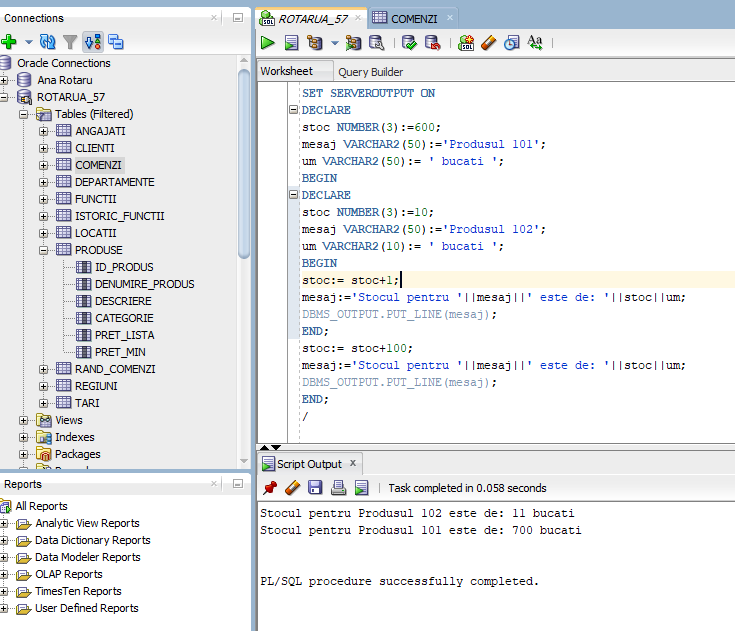 Connections
Oracle Connections
Ana Rotaru
ROTARUA_57
Tables (Filtered)
ANGAJATI
CLIENTI
COMENZI
DEPARTAMENTE
FUNCTII
ISTORIC_FUNCTII
LOCATII
PRODUSE
ID_PRODUS
DENUMIRE_PRODUS
DESCRIERE
CATEGORIE
PRET_LISTA
PRET_MIN
RAND_COMENZI
REGIUNI
TARI
Views
Indexes
Packages
Reports
All Reports
Analytic View Reports
Data Dictionary Reports
Data Modeler Reports
OLAP Reports
TimesTen Reports
User Defined Reports
ROTARUA_57
COMENZI
Worksheet
Query Builder
SET SERVEROUTPUT ON
DECLARE
stoc NUMBER(3):=600;
mesaj VARCHAR2(50):='Produsul 101';
um VARCHAR2(50):= ' bucati ';
BEGIN
DECLARE
stoc NUMBER(3):=10;
mesaj VARCHAR2(50):='Produsul 102';
um VARCHAR2(10):= ' bucati ';
BEGIN
stoc:= stoc+1;
mesaj:='Stocul pentru '||mesaj||' este de: '||stoc||um;
DBMS_OUTPUT.PUT_LINE(mesaj);
END;
stoc:= stoc+100;
mesaj:='Stocul pentru '||mesaj||' este de: '||stoc||um;
DBMS_OUTPUT.PUT_LINE(mesaj);
END;
/
Script Output
Task completed in 0.058 seconds
Stocul pentru Produsul 102 este de: 11 bucati
Stocul pentru Produsul 101 este de: 700 bucati
PL/SQL procedure successfully completed.